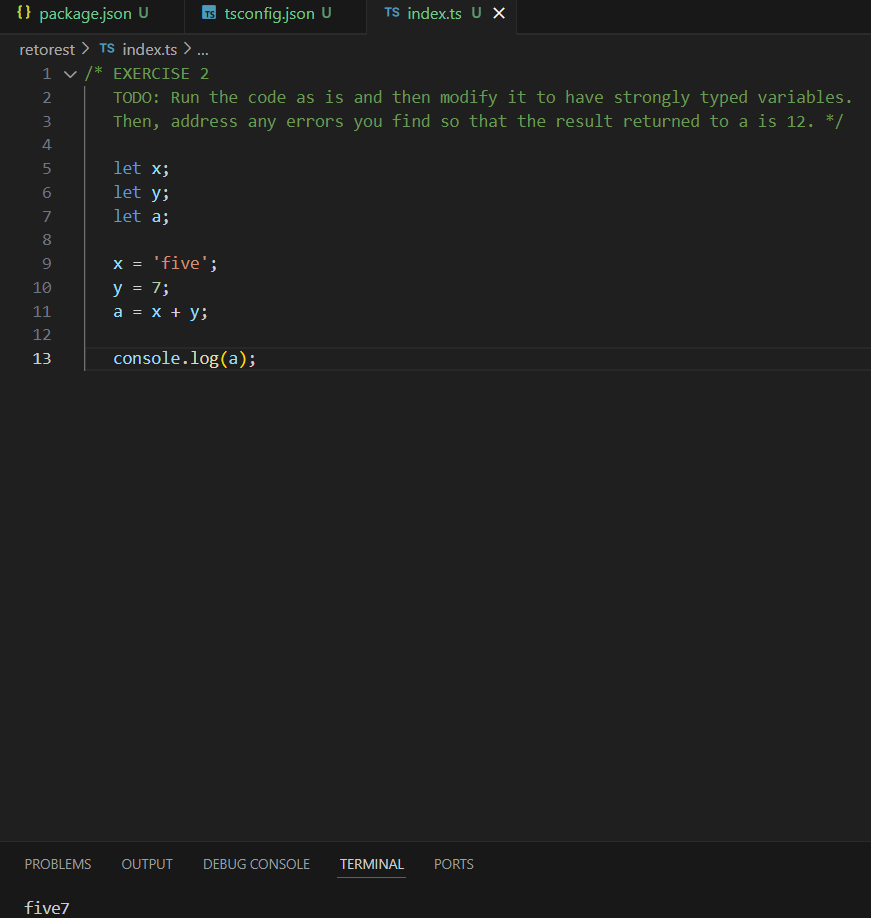 {} package.json U TS tsconfig.json U TS index.ts U
retorest > TS index.ts > ...
1 /* EXERCISE 2
2 TODO: Run the code as is and then modify it to have strongly typed variables.
3 Then, address any errors you find so that the result returned to a is 12. */
4
5 let x;
6 let y;
7 let a;
8
9 x = 'five';
10 y = 7;
11 a = x + y;
12
13 console.log(a);
PROBLEMS OUTPUT DEBUG CONSOLE TERMINAL PORTS
five7